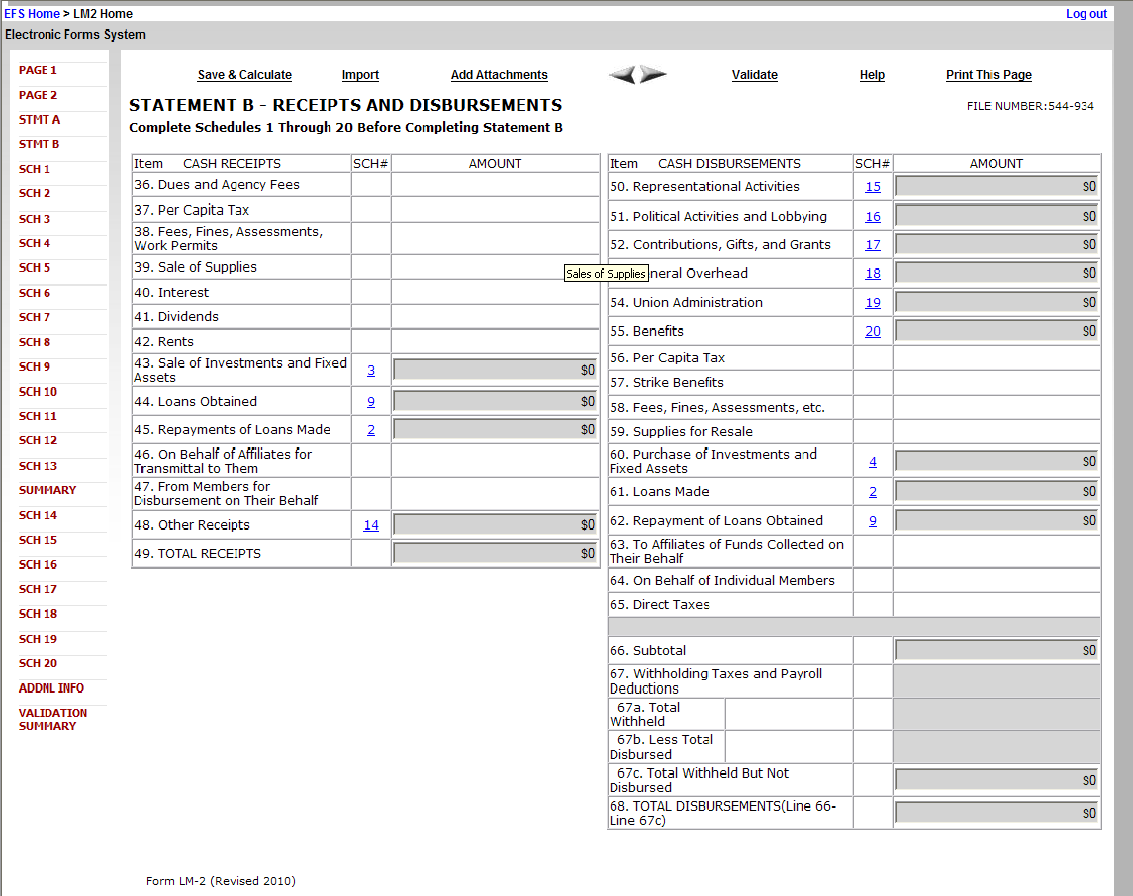 EFS Home > LM2 Home
Log out
Electronic Forms System
PAGE 1
PAGE 2
STMT A
STMT B
SCH 1
SCH 2
SCH 3
SCH 4
SCH 5
SCH 6
SCH 7
SCH 8
SCH 9
SCH 10
SCH 11
SCH 12
SCH 13
SUMMARY
SCH 14
SCH 15
SCH 16
SCH 17
SCH 18
SCH 19
SCH 20
ADDNL INFO
VALIDATION
SUMMARY
Save & Calculate Import Add Attachments Validate Help Print This Page
STATEMENT B - RECEIPTS AND DISBURSEMENTS
FILE NUMBER:544-934
Complete Schedules 1 Through 20 Before Completing Statement B
Item CASH RECEIPTS SCH# AMOUNT
36. Dues and Agency Fees
37. Per Capita Tax
38. Fees, Fines, Assessments,
Work Permits
39. Sale of Supplies
40. Interest
41. Dividends
42. Rents
43. Sale of Investments and Fixed
Assets 3 $0
44. Loans Obtained 9 $0
45. Repayments of Loans Made 2 $0
46. On Behalf of Affiliates for
Transmittal to Them
47. From Members for
Disbursement on Their Behalf
48. Other Receipts 14 $0
49. TOTAL RECEIPTS $0
Item CASH DISBURSEMENTS SCH# AMOUNT
50. Representational Activities 15 $0
51. Political Activities and Lobbying 16 $0
52. Contributions, Gifts, and Grants 17 $0
Sales of Supplies
neral Overhead 18 $0
54. Union Administration 19 $0
55. Benefits 20 $0
56. Per Capita Tax
57. Strike Benefits
58. Fees, Fines, Assessments, etc.
59. Supplies for Resale
60. Purchase of Investments and
Fixed Assets 4 $0
61. Loans Made 2 $0
62. Repayment of Loans Obtained 9 $0
63. To Affiliates of Funds Collected on
Their Behalf
64. On Behalf of Individual Members
65. Direct Taxes
66. Subtotal $0
67. Withholding Taxes and Payroll
Deductions
67a. Total
Withheld
67b. Less Total
Disbursed
67c. Total Withheld But Not
Disbursed $0
68. TOTAL DISBURSEMENTS(Line 66-
Line 67c) $0
Form LM-2 (Revised 2010)